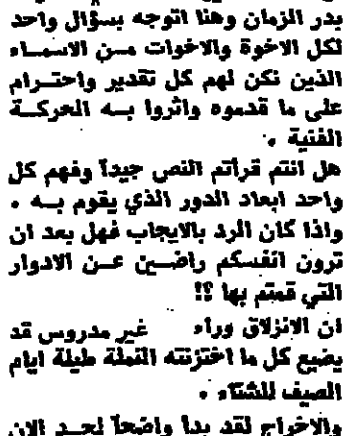 بدر الزمان وهنا اتوجه بسؤال واحد
لكل الاخوة والاخوات من الاسماء
الذين نكن لهم كل تقدير واحترام
على ما قدموه واثروا به الحركة
الفنية .
هل انتم قرأتم النص جيداً وفهم كل
واحد ابعاد الدور الذي يقوم به .
واذا كان الرد بالايجاب فهل بعد ان
ترون انفسكم راضين عن الادوار
التي قمتم بها ؟!
ان الانزلاق وراء غير مدروس قد
يضيع كل ما اختزنته النملة طيلة ايام
الصيف للشتاء .
والاخراج لقد بدأ واضحاً لحد الان